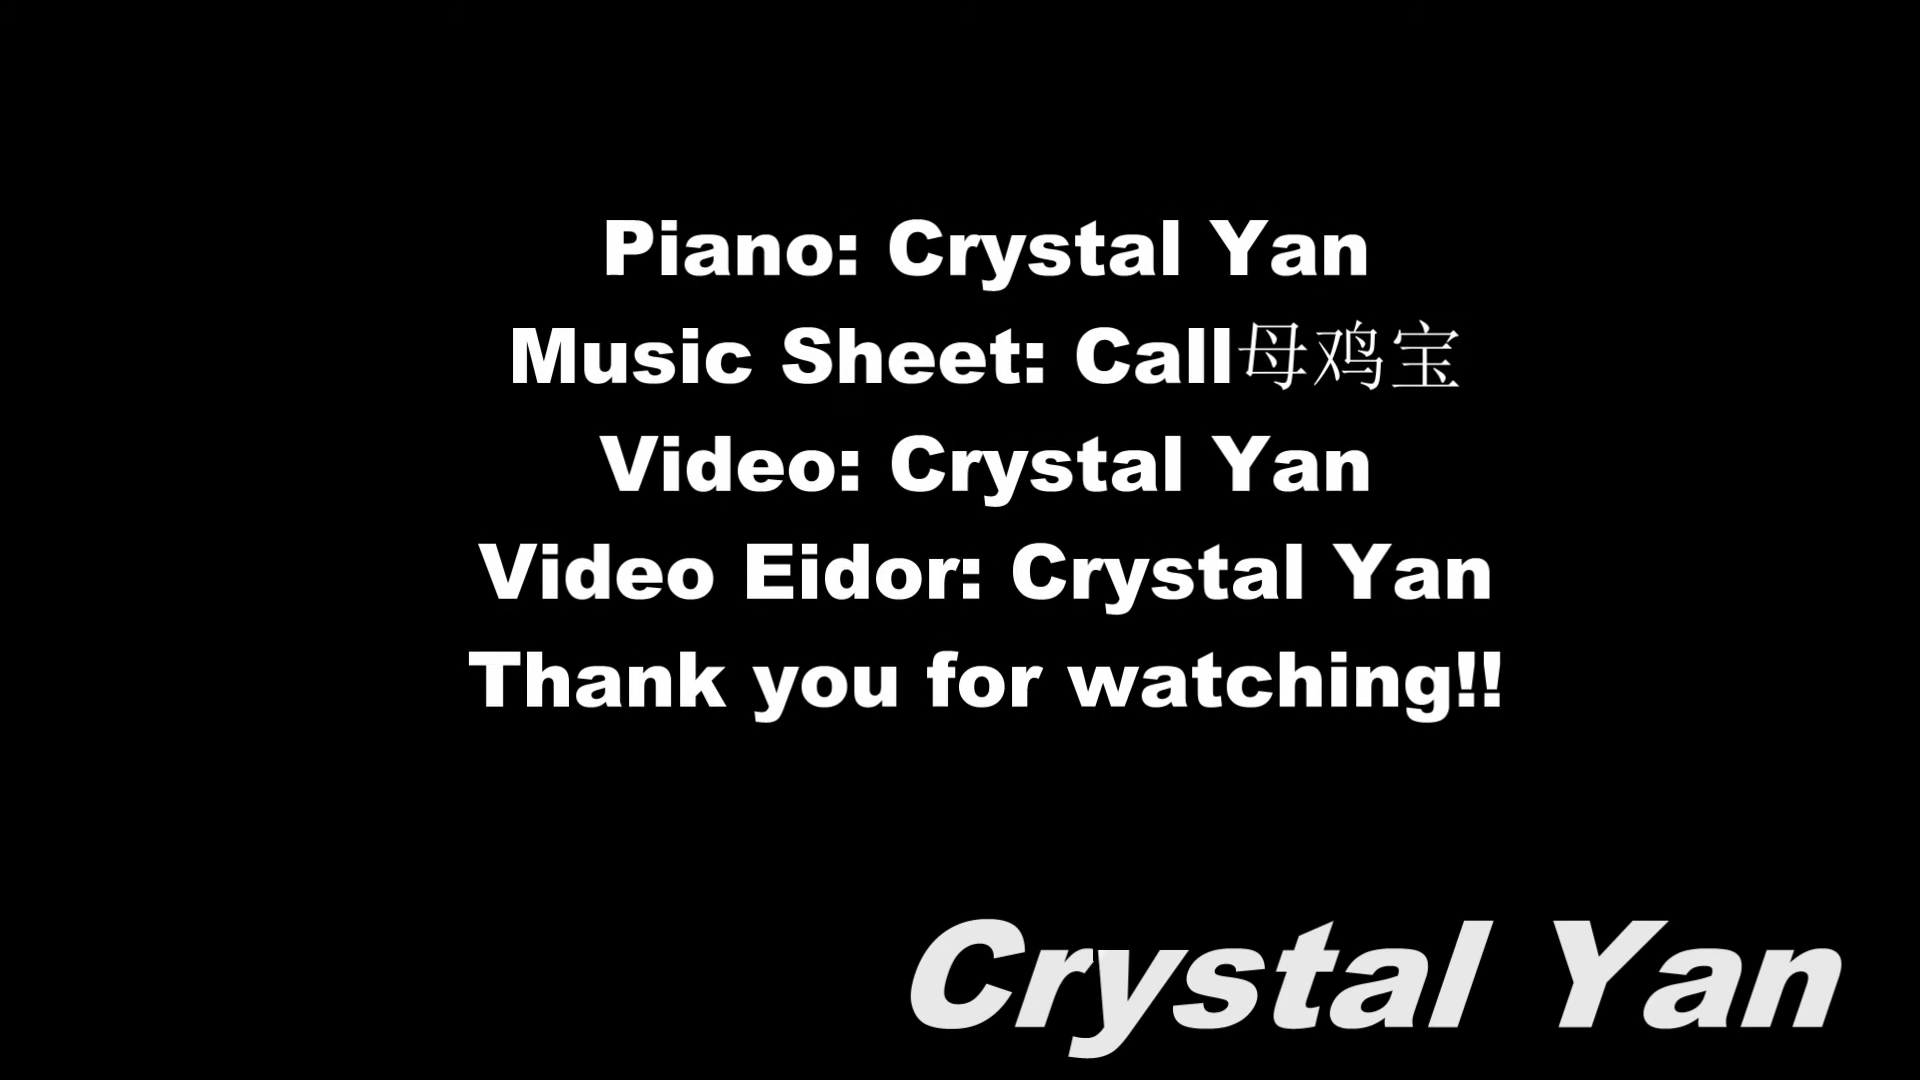 Piano: Crystal Yan
Music Sheet: Call母鸡宝
Video: Crystal Yan
Video Eidor: Crystal Yan
Thank you for watching!!
Crystal Yan